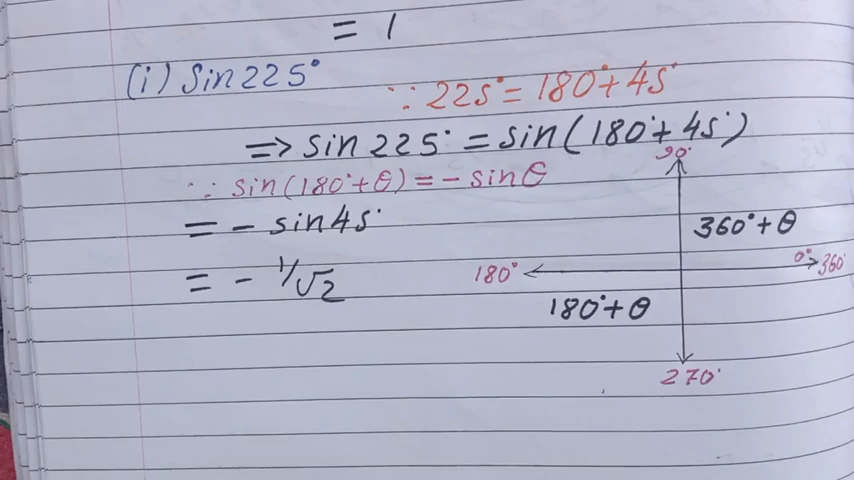 = 1
(i) Sin 225°
∵ 225° = 180° + 45°
=> sin 225° = sin(180° + 45°)
∵ sin(180° + θ) = - sinθ
= - sin 45°
= - 1/√2
90°
360° + θ
180°
0°
360°
180° + θ
270°